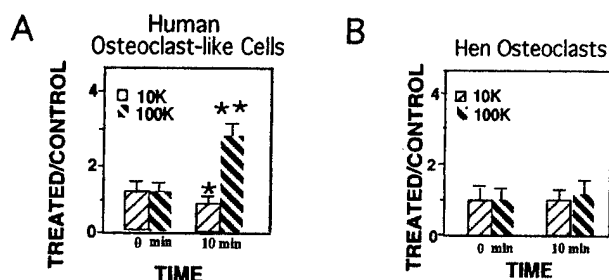 A
Human
Osteoclast-like Cells
TREATED/CONTROL
4
2
0
10K
100K
*
**
0 min
10 min
TIME
B
Hen Osteoclasts
TREATED/CONTROL
4
2
0
10K
100K
0 min
10 min
TIME